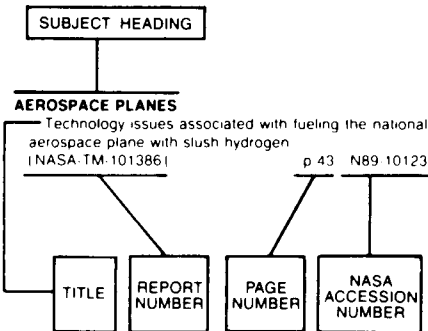 SUBJECT HEADING
AEROSPACE PLANES
Technology issues associated with fueling the national
aerospace plane with slush hydrogen
[NASA-TM-101386] p 43 N89-10123
TITLE
REPORT
NUMBER
PAGE
NUMBER
NASA
ACCESSION
NUMBER